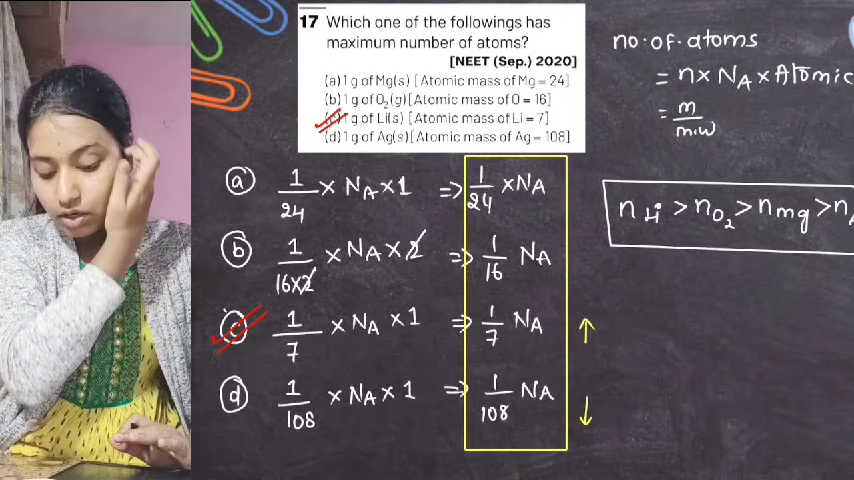 17 Which one of the followings has
maximum number of atoms?
[NEET (Sep.) 2020]
(a) 1 g of Mg(s) [Atomic mass of Mg = 24]
(b) 1 g of O₂(g) [Atomic mass of O = 16]
(c) 1 g of Li(s) [Atomic mass of Li = 7]
(d) 1 g of Ag(s) [Atomic mass of Ag = 108]
no. of. atoms
= n × NA × Atomic
= m/m.w
ⓐ 1/24 × NA × 1 ⇒ 1/24 × NA
ⓑ 1/16×2 × NA × 2 ⇒ 1/16 NA
ⓒ 1/7 × NA × 1 ⇒ 1/7 NA ↑
ⓓ 1/108 × NA × 1 ⇒ 1/108 NA ↓
n Li > nO₂ > nmg > n